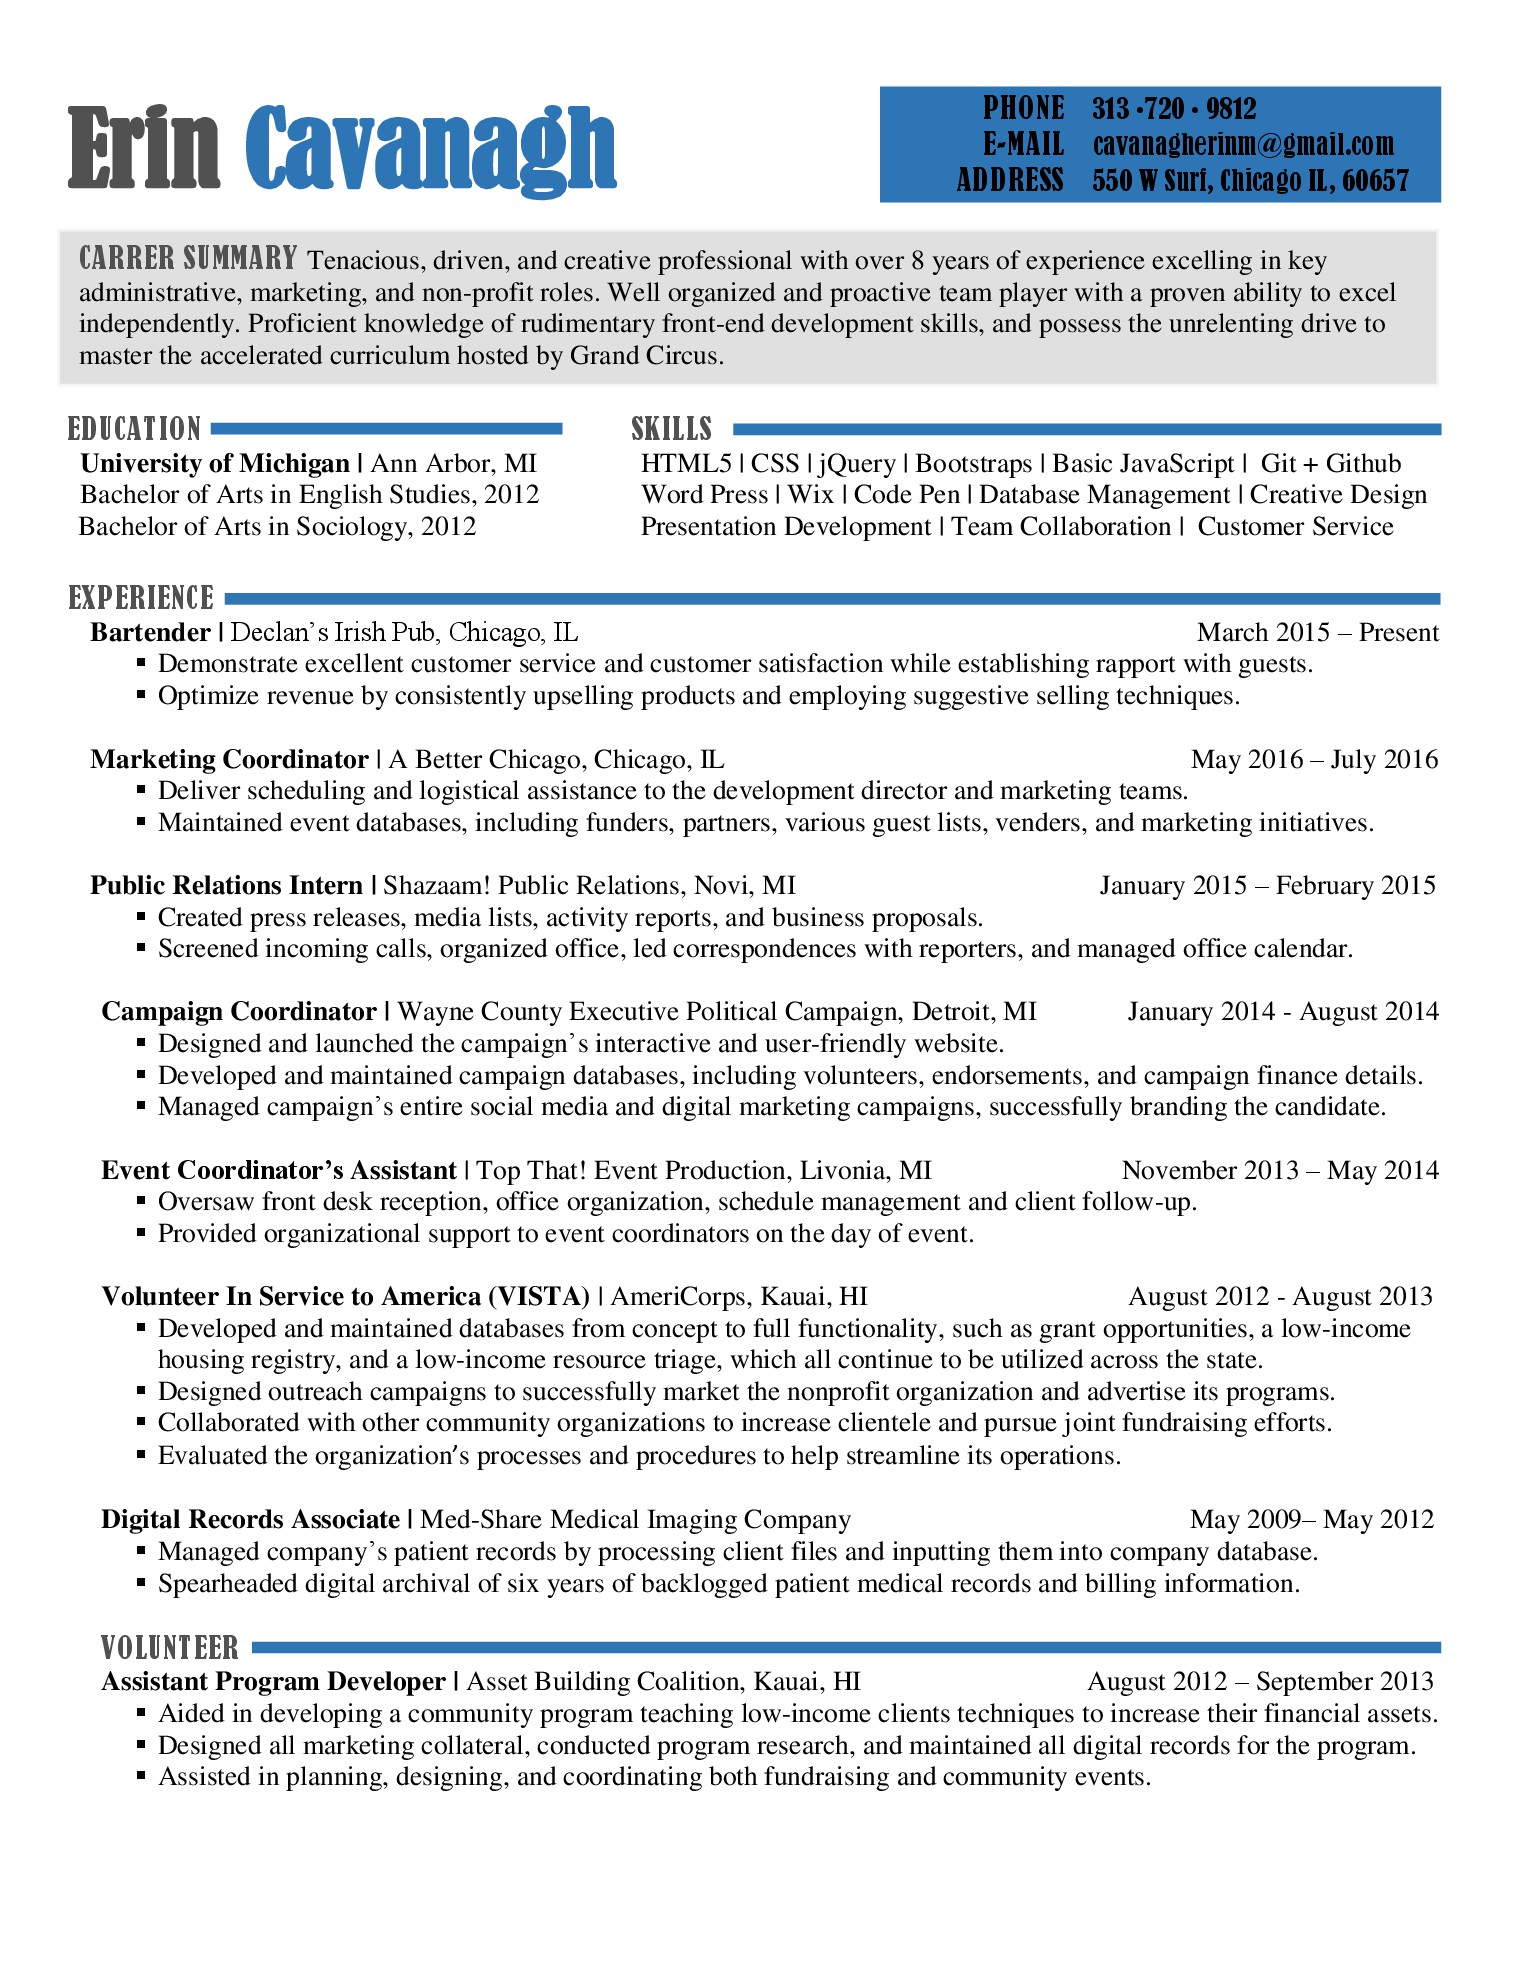 Erin Cavanagh
PHONE 313 ·720 · 9812
E-MAIL cavanagherinm@gmail.com
ADDRESS 550 W Surf, Chicago IL, 60657
CARRER SUMMARY Tenacious, driven, and creative professional with over 8 years of experience excelling in key
administrative, marketing, and non-profit roles. Well organized and proactive team player with a proven ability to excel
independently. Proficient knowledge of rudimentary front-end development skills, and possess the unrelenting drive to
master the accelerated curriculum hosted by Grand Circus.
EDUCATION
University of Michigan | Ann Arbor, MI
Bachelor of Arts in English Studies, 2012
Bachelor of Arts in Sociology, 2012
SKILLS
HTML5 | CSS | jQuery | Bootstraps | Basic JavaScript | Git + Github
Word Press | Wix | Code Pen | Database Management | Creative Design
Presentation Development | Team Collaboration | Customer Service
EXPERIENCE
Bartender | Declan's Irish Pub, Chicago, IL March 2015 – Present
▪ Demonstrate excellent customer service and customer satisfaction while establishing rapport with guests.
▪ Optimize revenue by consistently upselling products and employing suggestive selling techniques.
Marketing Coordinator | A Better Chicago, Chicago, IL May 2016 – July 2016
▪ Deliver scheduling and logistical assistance to the development director and marketing teams.
▪ Maintained event databases, including funders, partners, various guest lists, venders, and marketing initiatives.
Public Relations Intern | Shazaam! Public Relations, Novi, MI January 2015 – February 2015
▪ Created press releases, media lists, activity reports, and business proposals.
▪ Screened incoming calls, organized office, led correspondences with reporters, and managed office calendar.
Campaign Coordinator | Wayne County Executive Political Campaign, Detroit, MI January 2014 - August 2014
▪ Designed and launched the campaign's interactive and user-friendly website.
▪ Developed and maintained campaign databases, including volunteers, endorsements, and campaign finance details.
▪ Managed campaign's entire social media and digital marketing campaigns, successfully branding the candidate.
Event Coordinator's Assistant | Top That! Event Production, Livonia, MI November 2013 – May 2014
▪ Oversaw front desk reception, office organization, schedule management and client follow-up.
▪ Provided organizational support to event coordinators on the day of event.
Volunteer In Service to America (VISTA) | AmeriCorps, Kauai, HI August 2012 - August 2013
▪ Developed and maintained databases from concept to full functionality, such as grant opportunities, a low-income
housing registry, and a low-income resource triage, which all continue to be utilized across the state.
▪ Designed outreach campaigns to successfully market the nonprofit organization and advertise its programs.
▪ Collaborated with other community organizations to increase clientele and pursue joint fundraising efforts.
▪ Evaluated the organization's processes and procedures to help streamline its operations.
Digital Records Associate | Med-Share Medical Imaging Company May 2009– May 2012
▪ Managed company's patient records by processing client files and inputting them into company database.
▪ Spearheaded digital archival of six years of backlogged patient medical records and billing information.
VOLUNTEER
Assistant Program Developer | Asset Building Coalition, Kauai, HI August 2012 – September 2013
▪ Aided in developing a community program teaching low-income clients techniques to increase their financial assets.
▪ Designed all marketing collateral, conducted program research, and maintained all digital records for the program.
▪ Assisted in planning, designing, and coordinating both fundraising and community events.